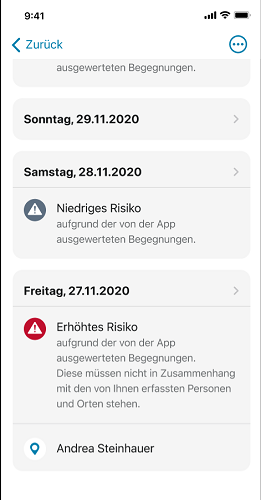 9:41
Zurück
ausgewerteten Begegnungen.
Sonntag, 29.11.2020
Samstag, 28.11.2020
Niedriges Risiko
aufgrund der von der App
ausgewerteten Begegnungen.
Freitag, 27.11.2020
Erhöhtes Risiko
aufgrund der von der App
ausgewerteten Begegnungen.
Diese müssen nicht in Zusammenhang
mit den von Ihnen erfassten Personen
und Orten stehen.
Andrea Steinhauer